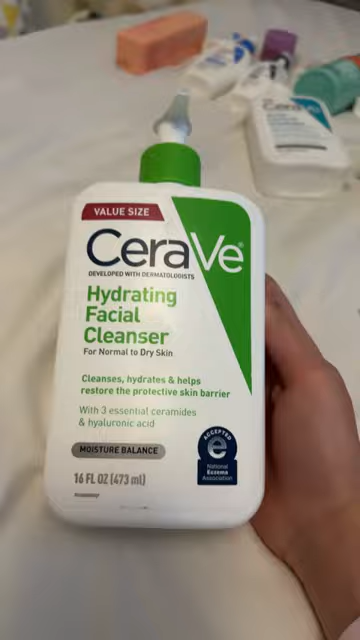 VALUE SIZE
CeraVe®
DEVELOPED WITH DERMATOLOGISTS
Hydrating
Facial
Cleanser
For Normal to Dry Skin
Cleanses, hydrates & helps
restore the protective skin barrier
With 3 essential ceramides
& hyaluronic acid
MOISTURE BALANCE
16 FL OZ (473 ml)
ACCEPTED
e
National
Eczema
Association
CeraVe